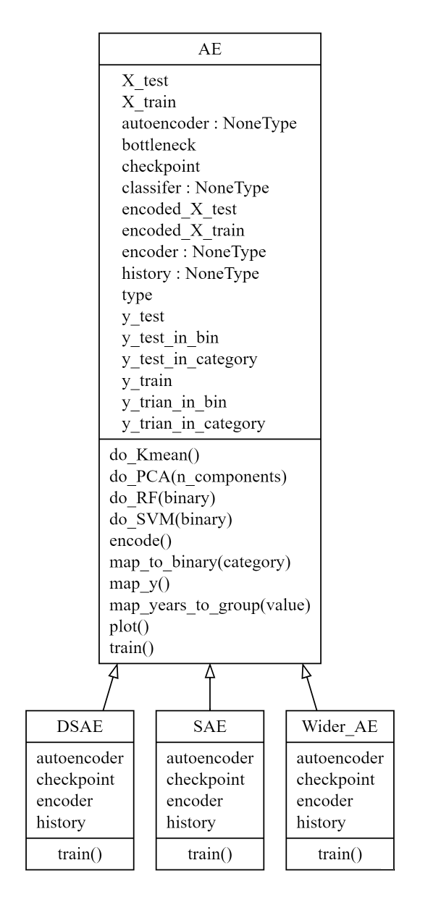 AE
X_test
X_train
autoencoder : NoneType
bottleneck
checkpoint
classifer : NoneType
encoded_X_test
encoded_X_train
encoder : NoneType
history : NoneType
type
y_test
y_test_in_bin
y_test_in_category
y_train
y_trian_in_bin
y_trian_in_category
do_Kmean()
do_PCA(n_components)
do_RF(binary)
do_SVM(binary)
encode()
map_to_binary(category)
map_y()
map_years_to_group(value)
plot()
train()
DSAE
autoencoder
checkpoint
encoder
history
train()
SAE
autoencoder
checkpoint
encoder
history
train()
Wider_AE
autoencoder
checkpoint
encoder
history
train()